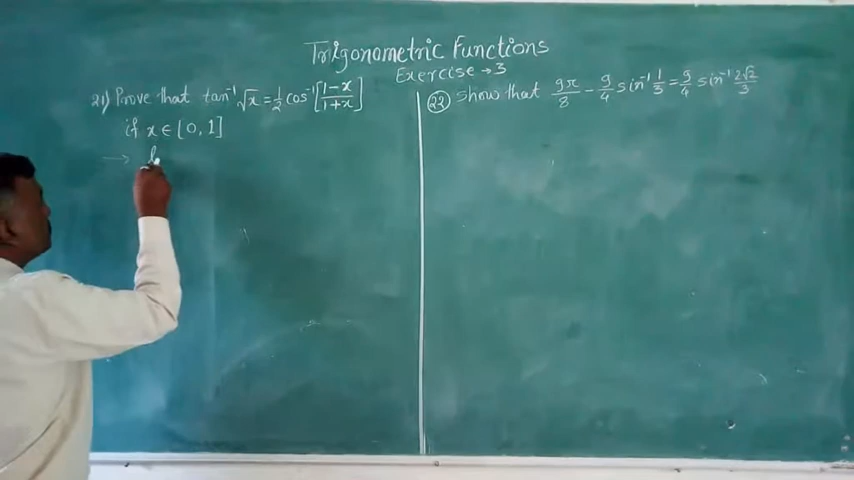 Trigonometric Functions
Exercise → 3
21) Prove that tan⁻¹√x = 1/2 cos⁻¹[(1-x)/(1+x)]
if x ∈ [0, 1]
→
(22) Show that 9π/8 - 9/4 sin⁻¹ 1/3 = 9/4 sin⁻¹ 2√2/3